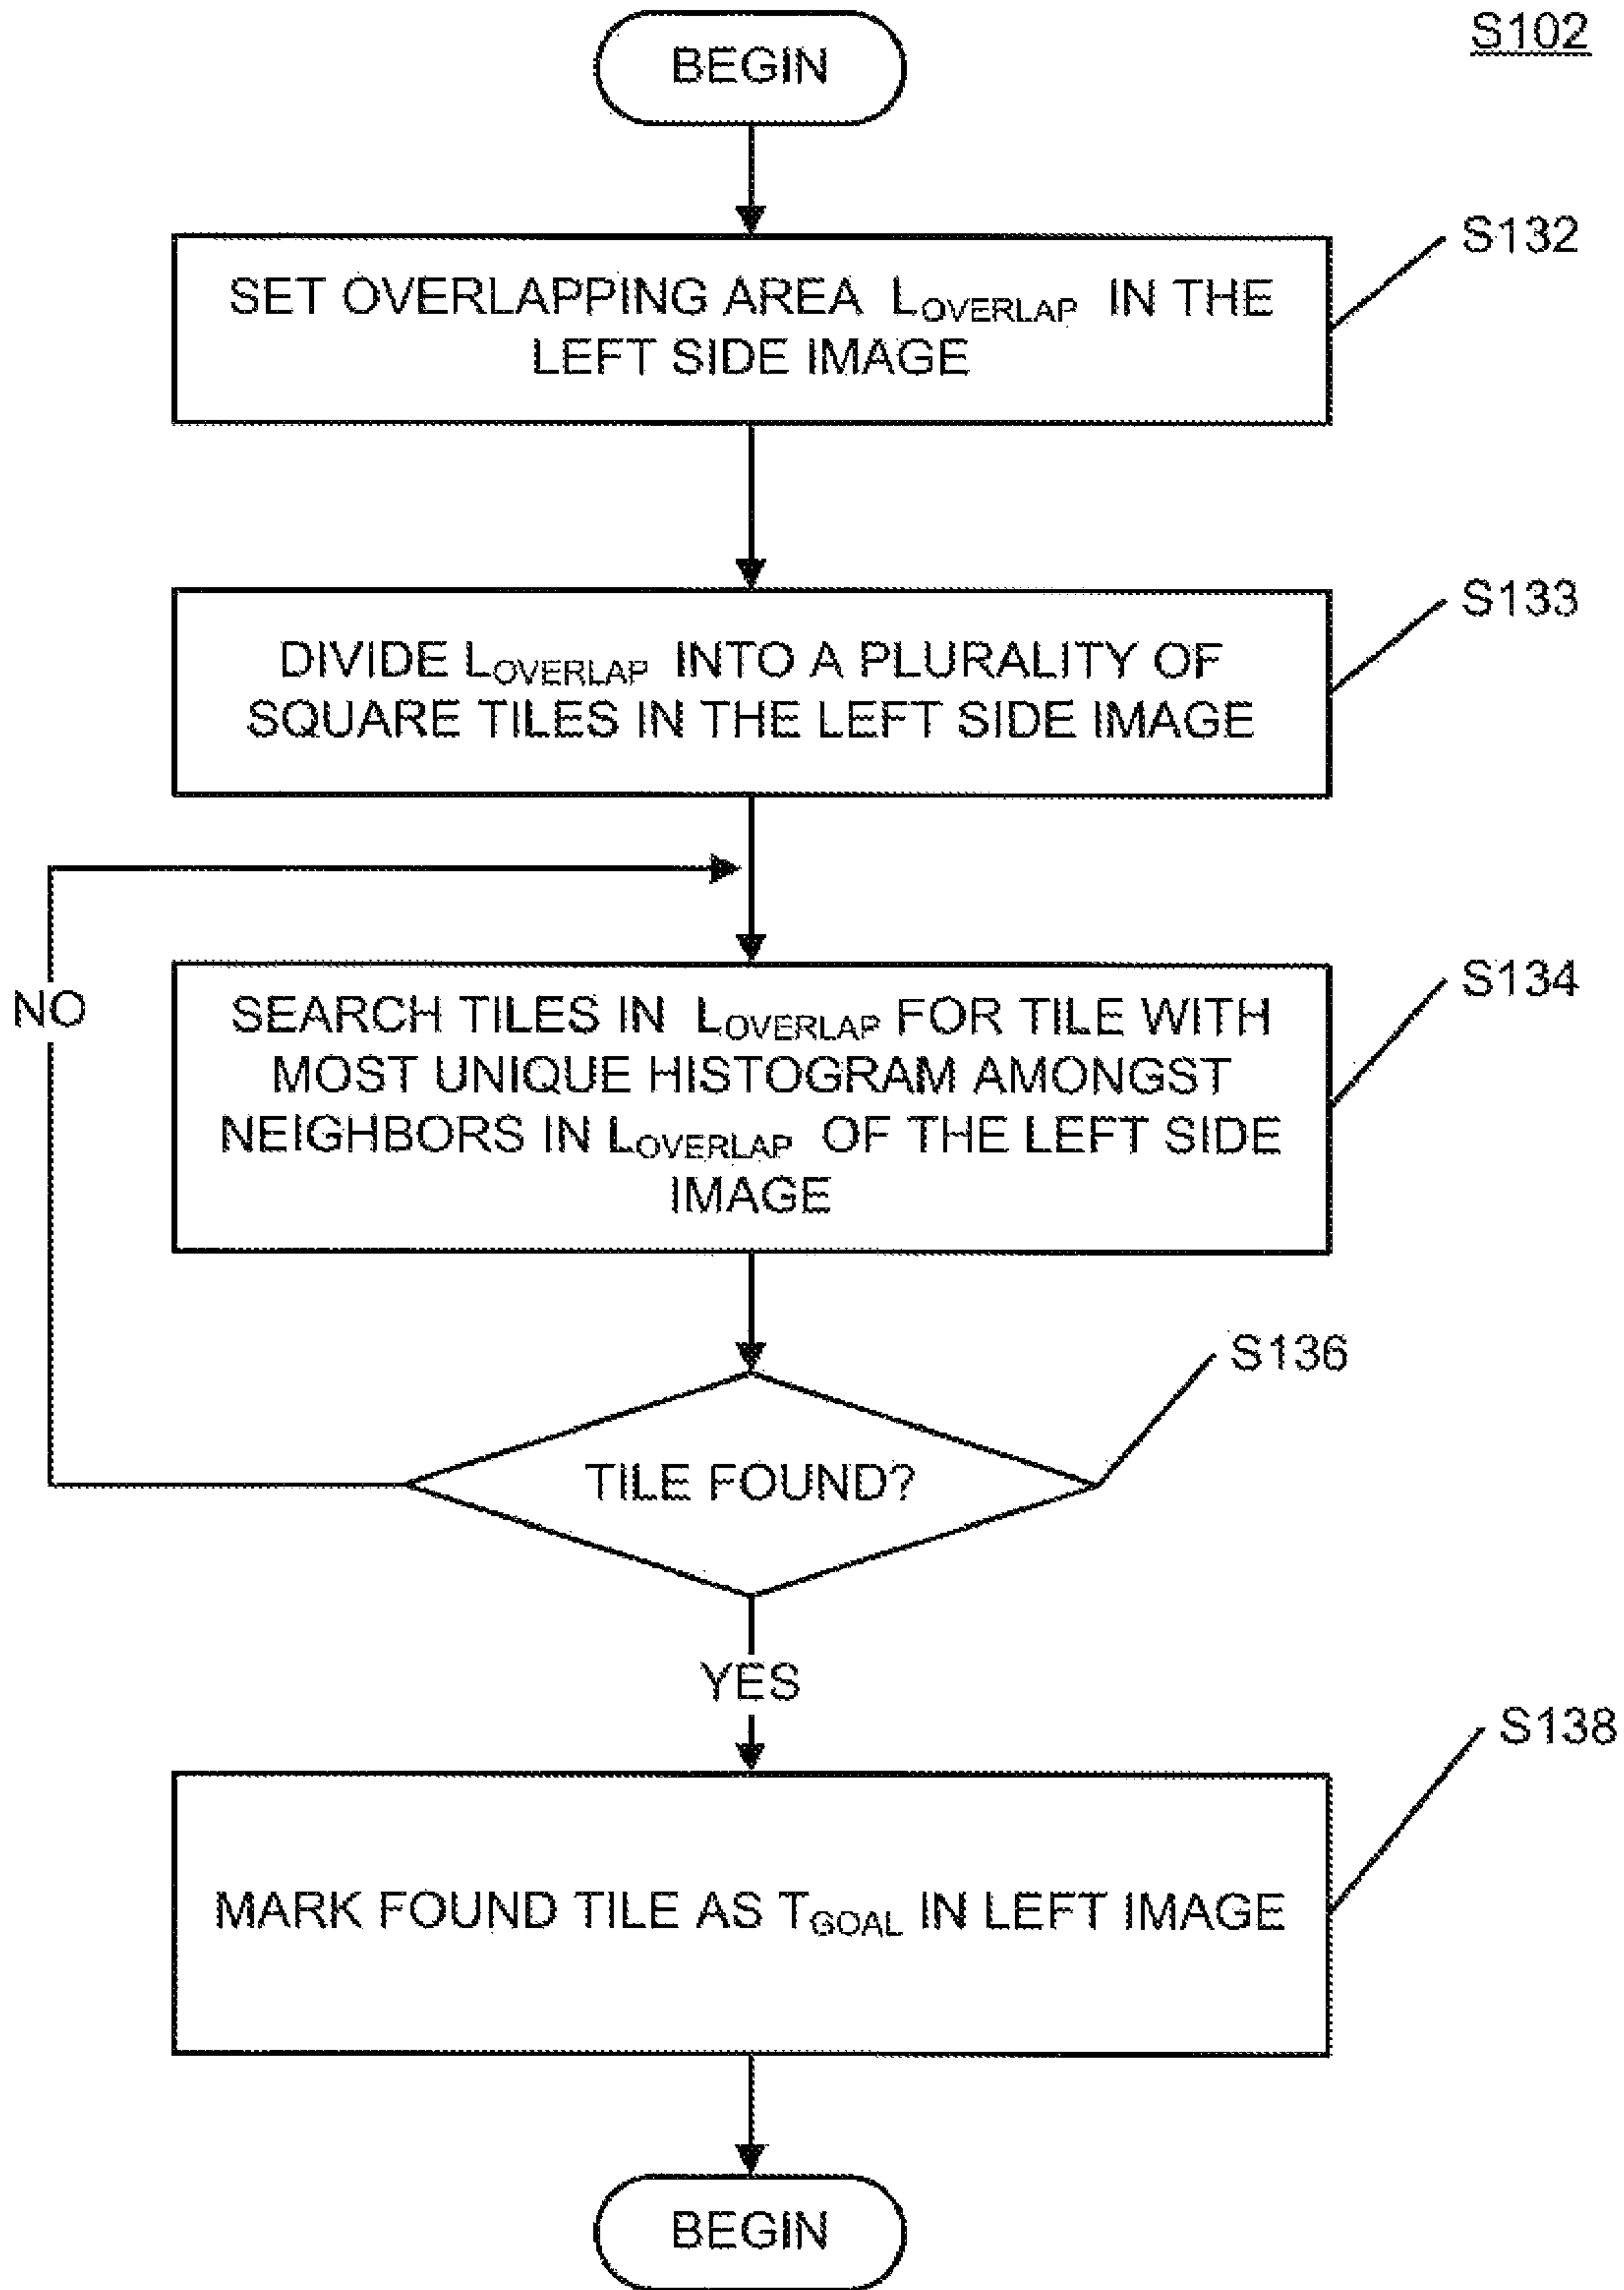 S102
BEGIN
S132
SET OVERLAPPING AREA LOVERLAP IN THE
LEFT SIDE IMAGE
S133
DIVIDE LOVERLAP INTO A PLURALITY OF
SQUARE TILES IN THE LEFT SIDE IMAGE
S134
SEARCH TILES IN LOVERLAP FOR TILE WITH
MOST UNIQUE HISTOGRAM AMONGST
NEIGHBORS IN LOVERLAP OF THE LEFT SIDE
IMAGE
NO
S136
TILE FOUND?
YES
S138
MARK FOUND TILE AS TGOAL IN LEFT IMAGE
BEGIN